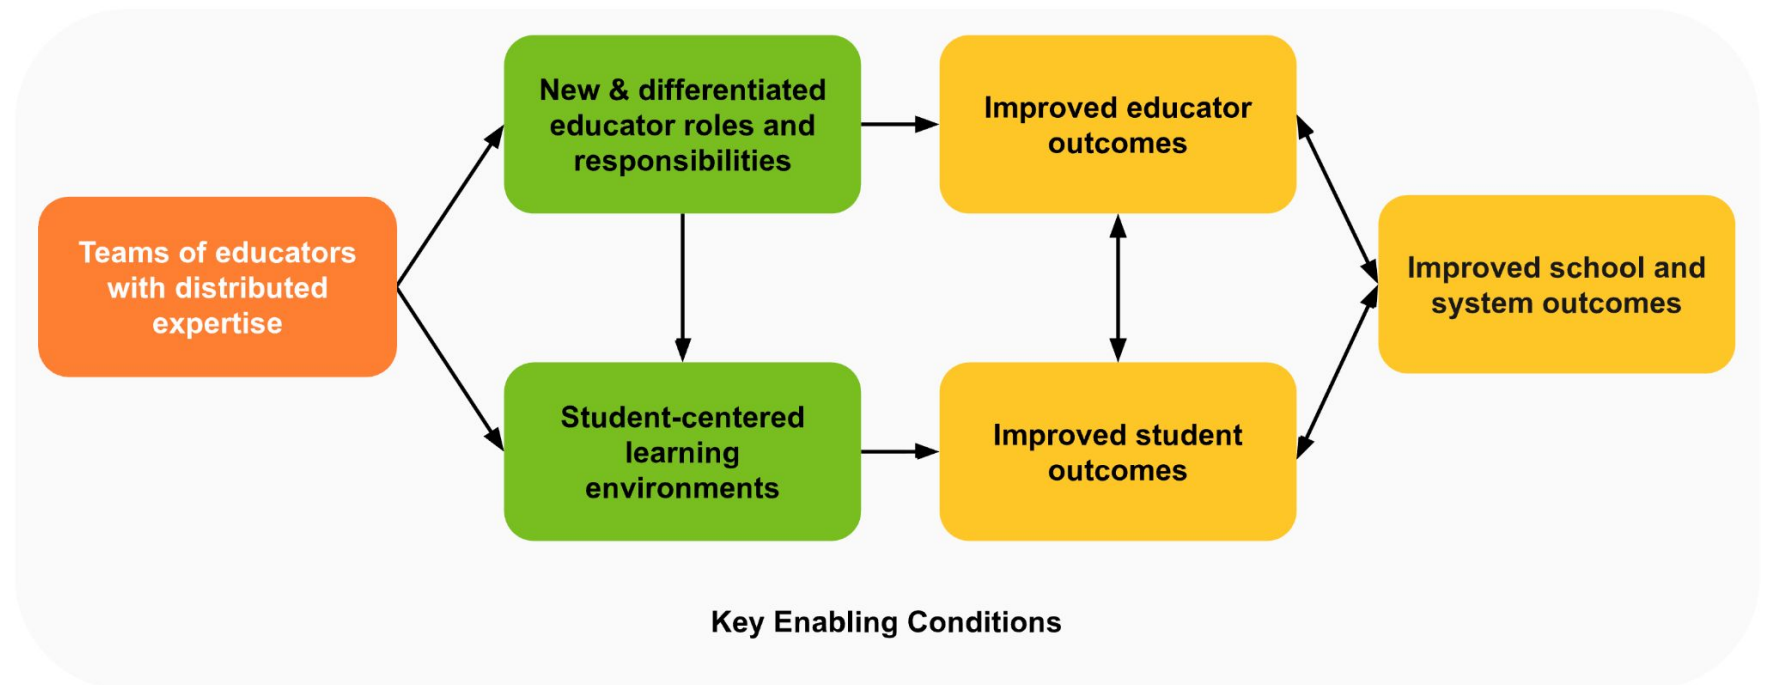 New & differentiated
educator roles and
responsibilities
Improved educator
outcomes
Teams of educators
with distributed
expertise
Improved school and
system outcomes
Student-centered
learning
environments
Improved student
outcomes
Key Enabling Conditions